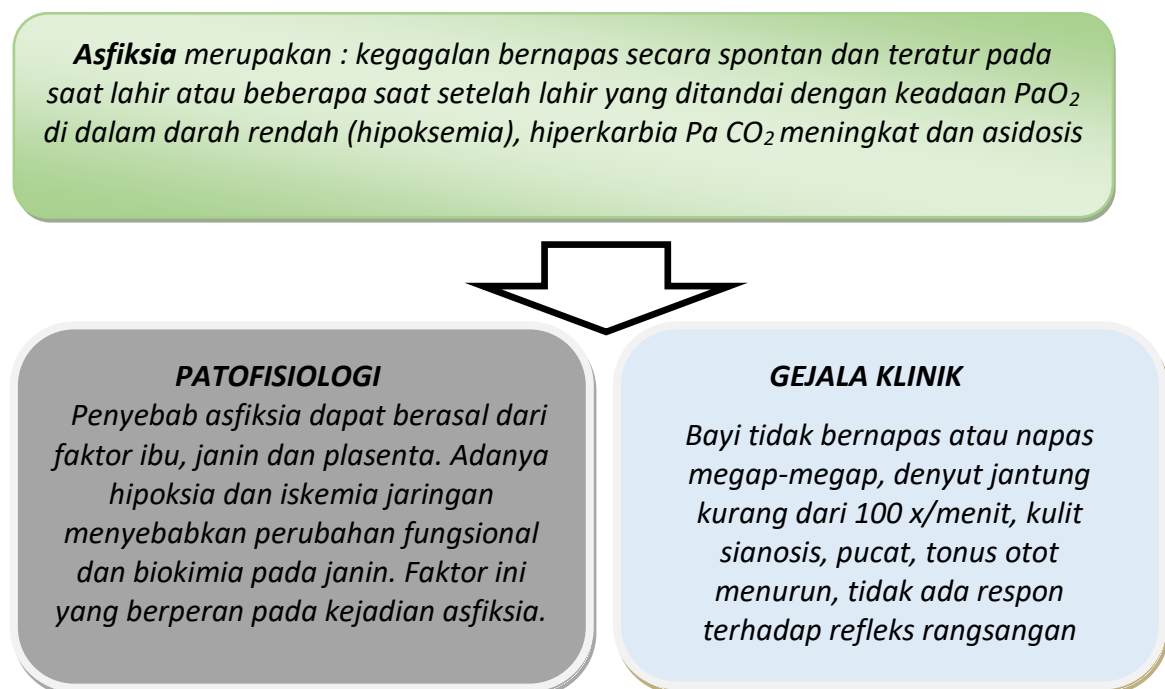 Asfiksia merupakan : kegagalan bernapas secara spontan dan teratur pada
saat lahir atau beberapa saat setelah lahir yang ditandai dengan keadaan PaO₂
di dalam darah rendah (hipoksemia), hiperkarbia Pa CO₂ meningkat dan asidosis
PATOFISIOLOGI
Penyebab asfiksia dapat berasal dari
faktor ibu, janin dan plasenta. Adanya
hipoksia dan iskemia jaringan
menyebabkan perubahan fungsional
dan biokimia pada janin. Faktor ini
yang berperan pada kejadian asfiksia.
GEJALA KLINIK
Bayi tidak bernapas atau napas
megap-megap, denyut jantung
kurang dari 100 x/menit, kulit
sianosis, pucat, tonus otot
menurun, tidak ada respon
terhadap refleks rangsangan